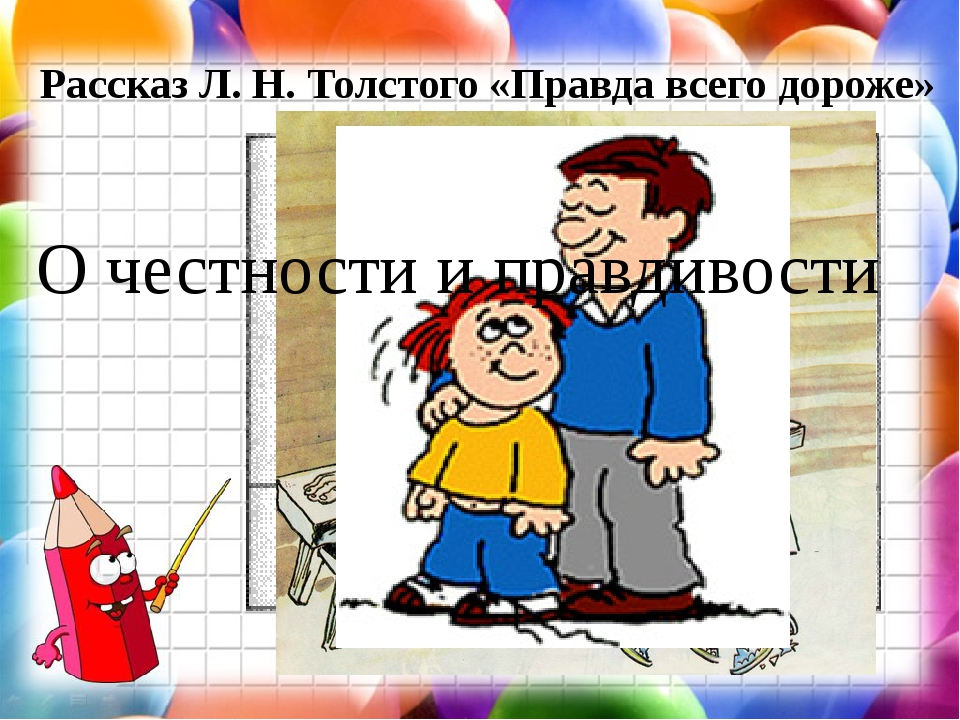 Рассказ Л. Н. Толстого «Правда всего дороже»
О честности и правдивости